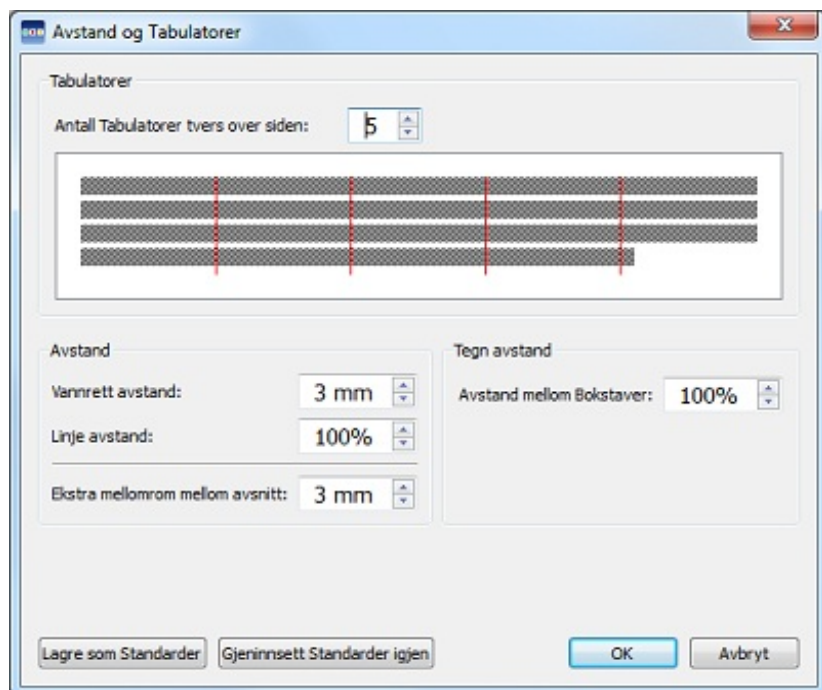 Avstand og Tabulatorer
Tabulatorer
Antall Tabulatorer tvers over siden: 5
Avstand
Vannrett avstand: 3 mm
Linje avstand: 100%
Ekstra mellomrom mellom avsnitt: 3 mm
Tegn avstand
Avstand mellom Bokstaver: 100%
Lagre som Standarder Gjeninnsett Standarder igjen OK Avbryt